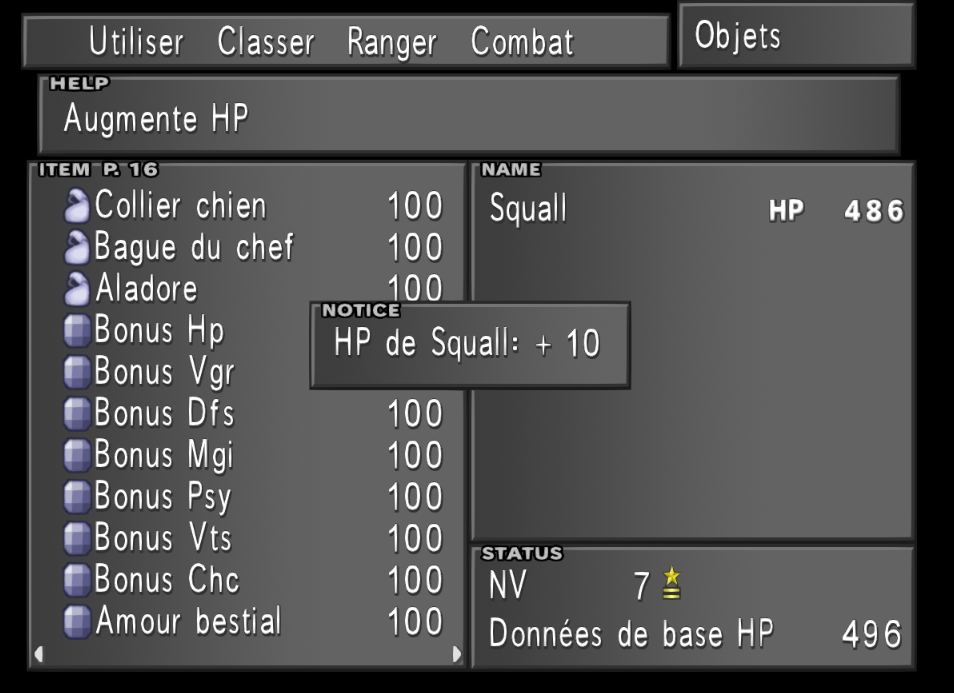 Utiliser Classer Ranger Combat
Objets
HELP
Augmente HP
ITEM P. 16
Collier chien 100
Bague du chef 100
Aladore 100
Bonus Hp
Bonus Vgr
Bonus Dfs 100
Bonus Mgi 100
Bonus Psy 100
Bonus Vts 100
Bonus Chc 100
Amour bestial 100
NAME
Squall HP 486
NOTICE
HP de Squall: + 10
STATUS
NV 7
Données de base HP 496